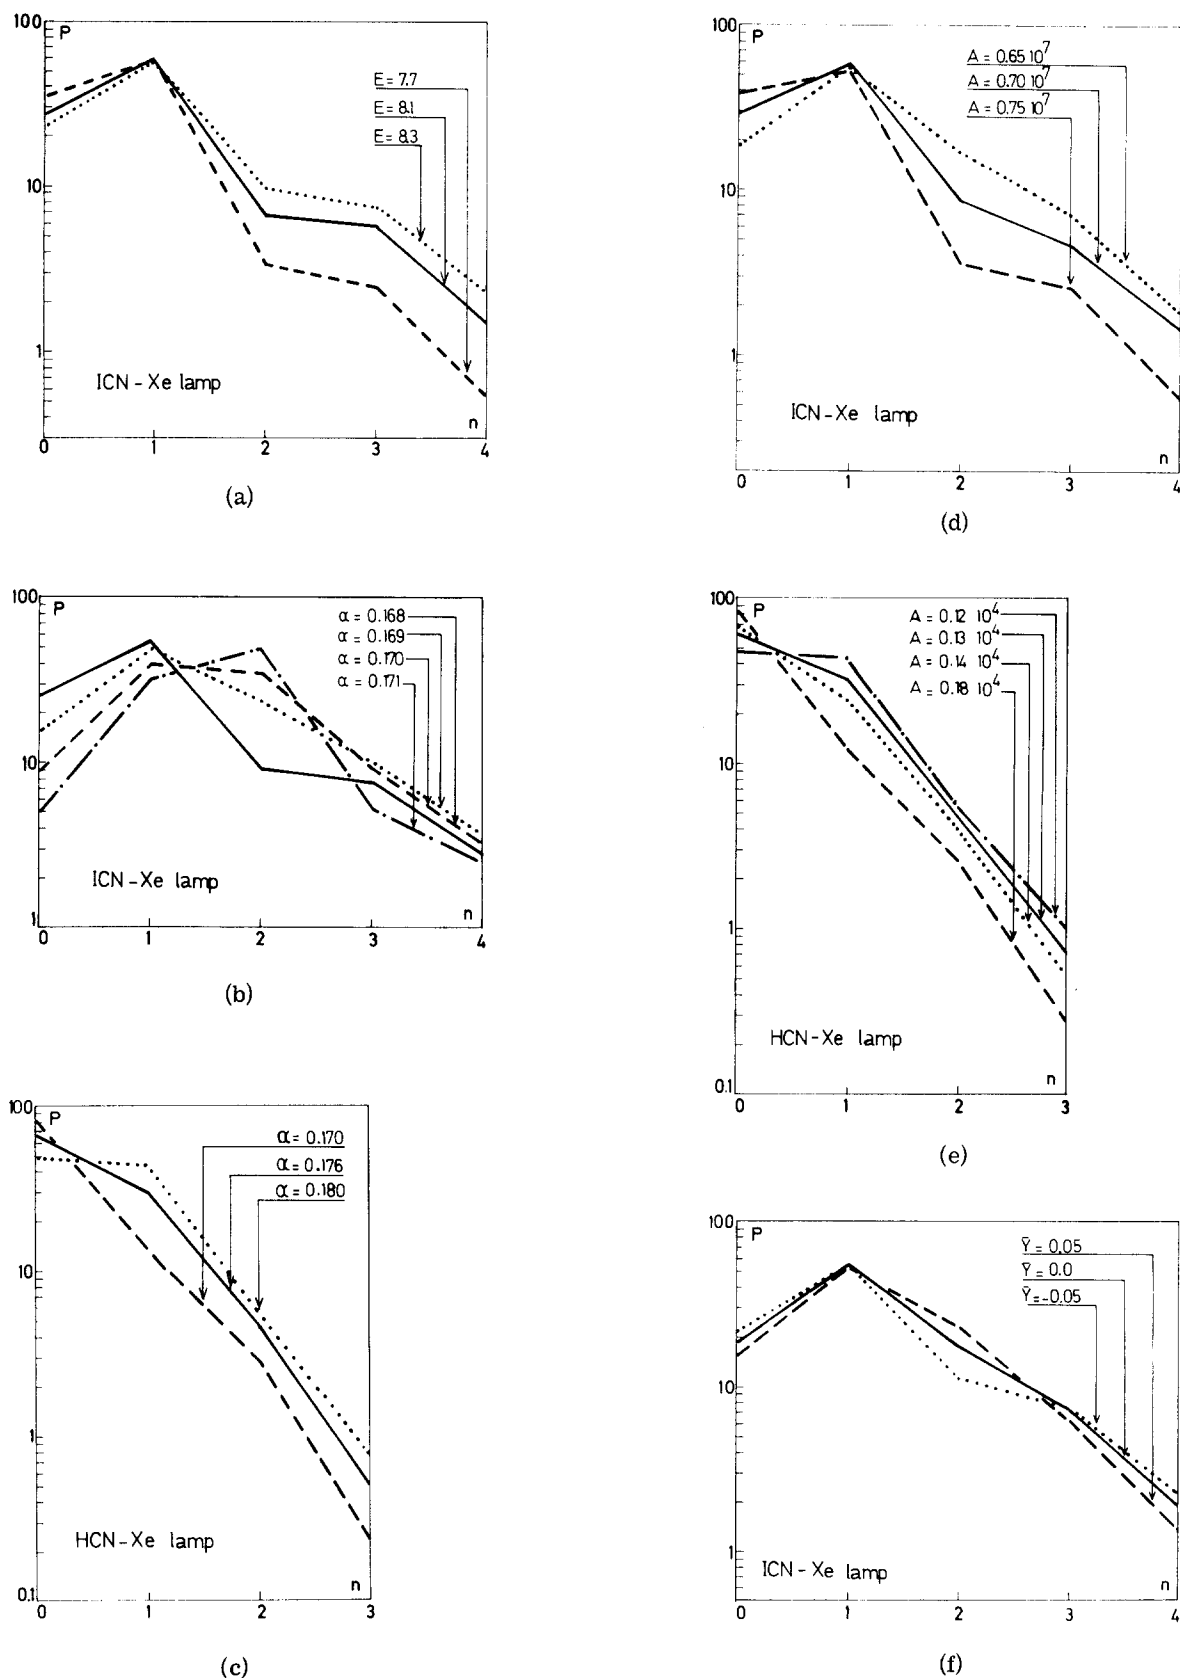 100
P
10
1
E = 7.7
E = 8.1
E = 8.3
ICN - Xe lamp
n
0 1 2 3 4
(a)
100
P
10
1
α = 0.168
α = 0.169
α = 0.170
α = 0.171
ICN - Xe lamp
n
0 1 2 3 4
(b)
100
P
10
1
0.1
α = 0.170
α = 0.176
α = 0.180
HCN - Xe lamp
n
0 1 2 3
(c)
100
P
10
1
A = 0.65 10⁷
A = 0.70 10⁷
A = 0.75 10⁷
ICN - Xe lamp
n
0 1 2 3 4
(d)
100
P
10
1
0.1
A = 0.12 10⁴
A = 0.13 10⁴
A = 0.14 10⁴
A = 0.18 10⁴
HCN - Xe lamp
n
0 1 2 3
(e)
100
P
10
1
Ȳ = 0.05
Ȳ = 0.0
Ȳ = -0.05
ICN - Xe lamp
n
0 1 2 3 4
(f)